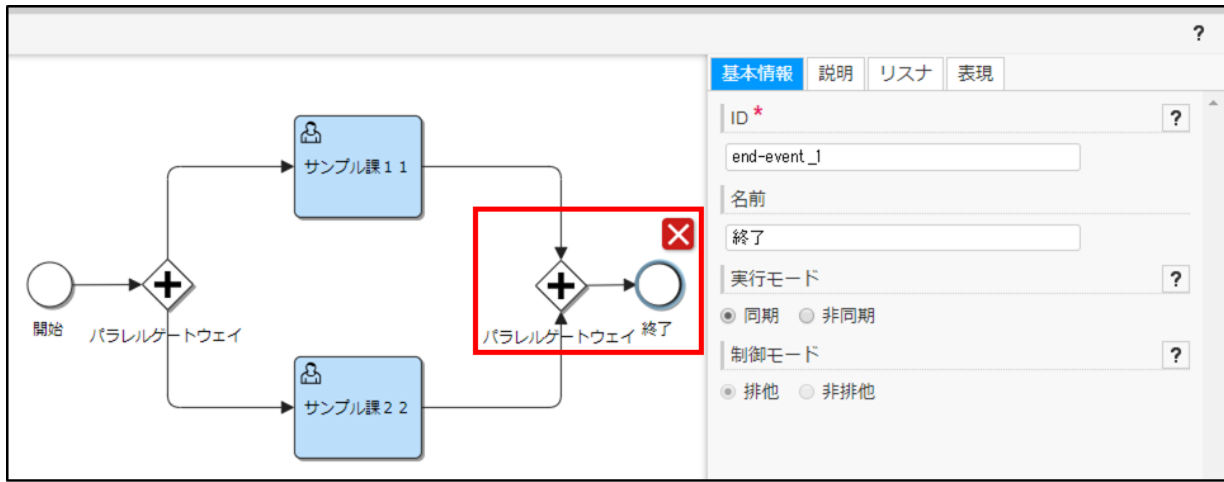 ?
基本情報 説明 リスナ 表現
ID * ?
end-event_1
名前
終了
実行モード ?
同期 非同期
制御モード ?
排他 非排他
サンプル課１１
開始
パラレルゲートウェイ
パラレルゲートウェイ
終了
サンプル課２２